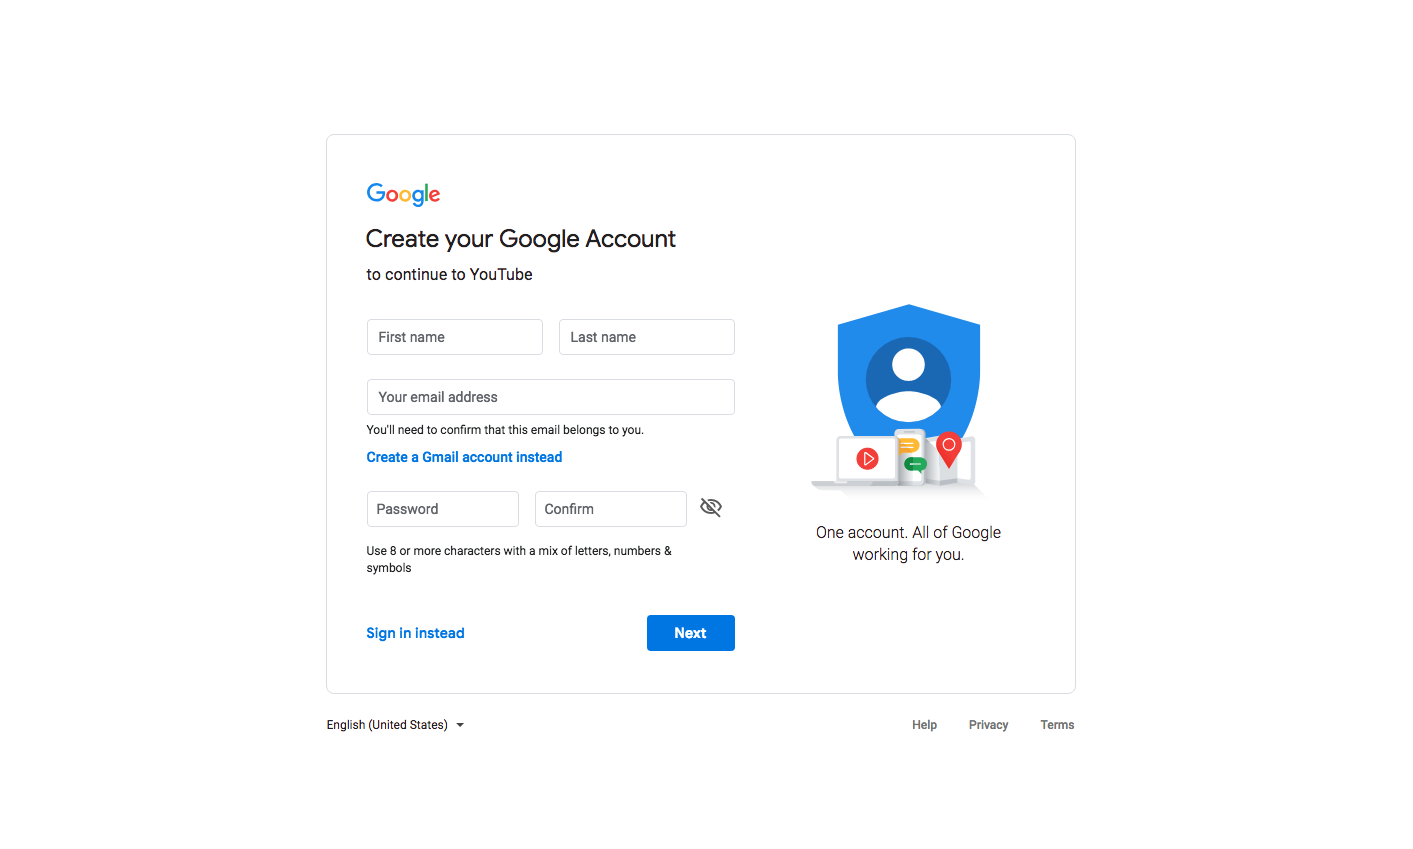 Google
Create your Google Account
to continue to YouTube
First name
Last name
Your email address
You'll need to confirm that this email belongs to you.
Create a Gmail account instead
Password
Confirm
Use 8 or more characters with a mix of letters, numbers &
symbols
Sign in instead
Next
One account. All of Google
working for you.
English (United States)
Help
Privacy
Terms